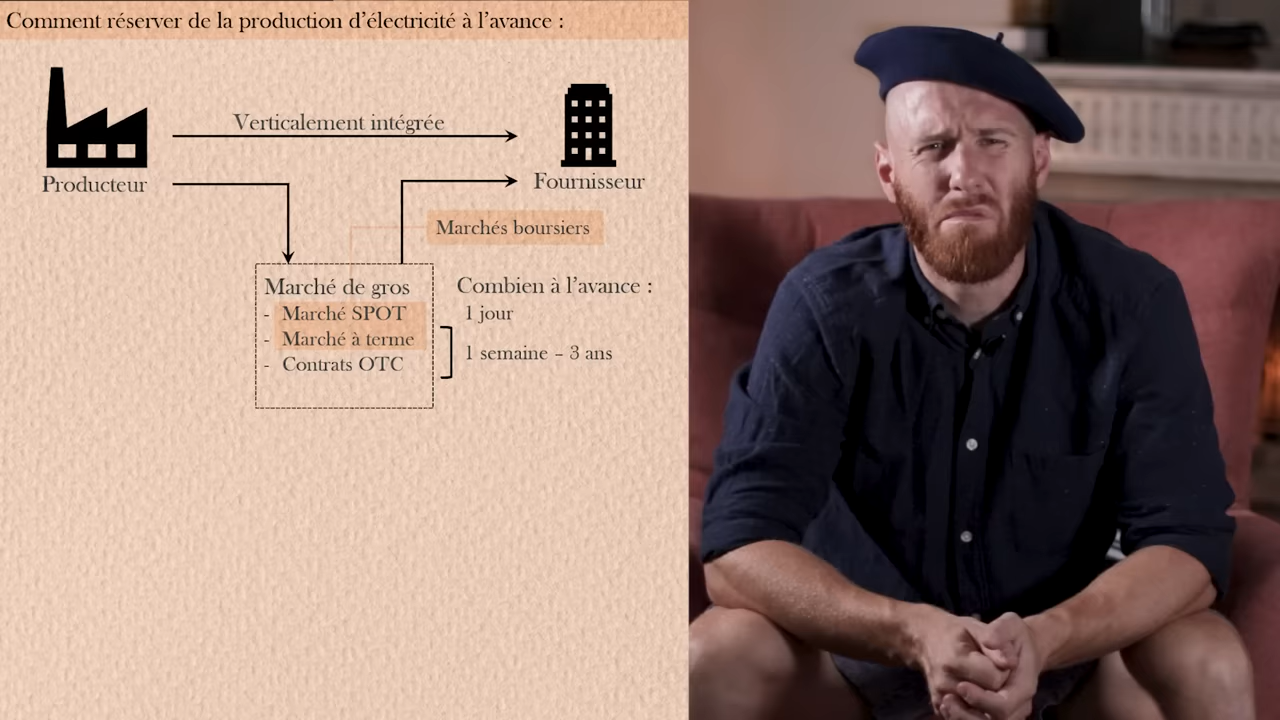 Comment réserver de la production d’électricité à l’avance :
Verticalement intégrée
Producteur
Fournisseur
Marchés boursiers
Marché de gros
- Marché SPOT
- Marché à terme
- Contrats OTC
Combien à l’avance :
1 jour
1 semaine – 3 ans